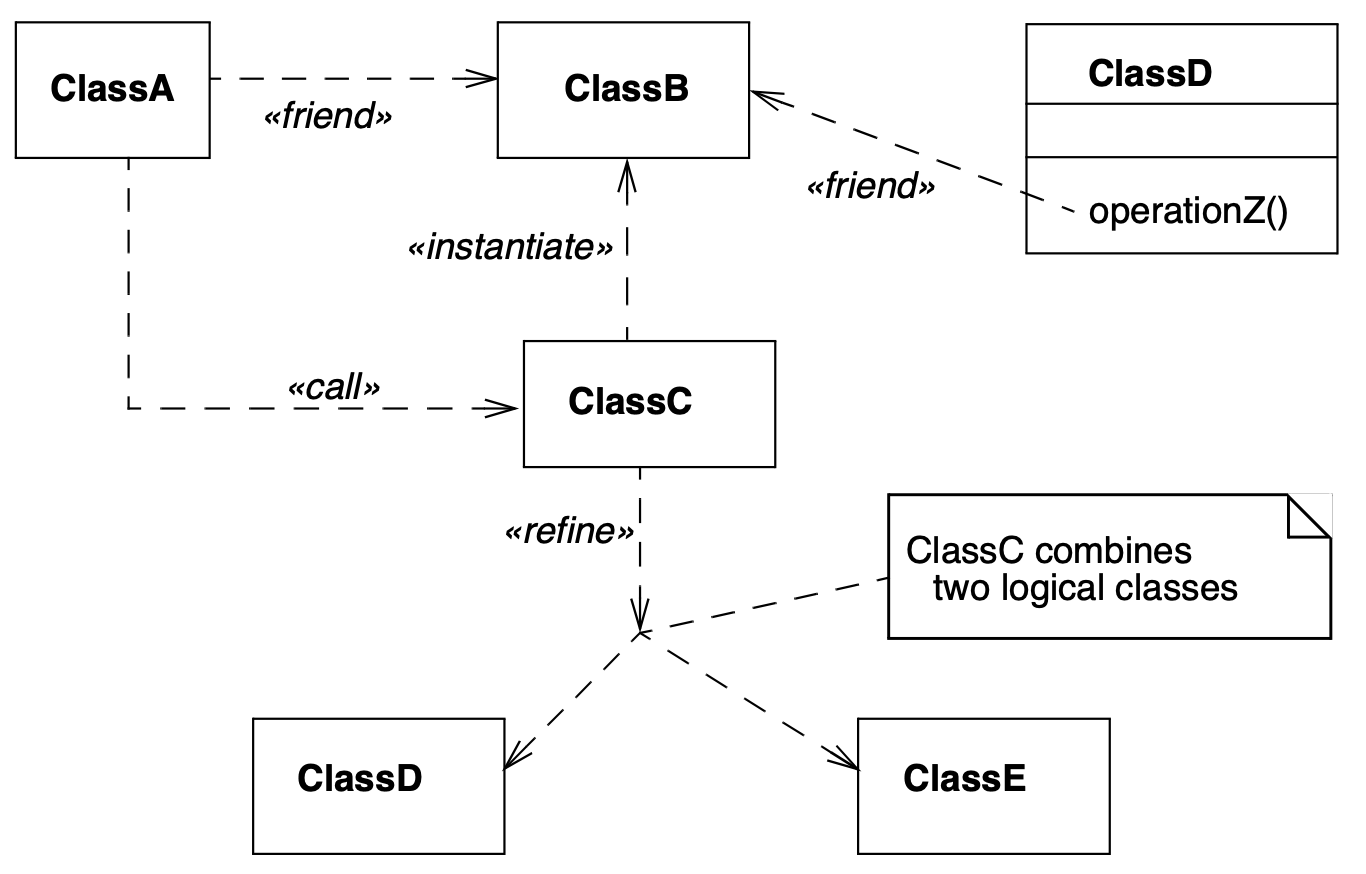 ClassA
«friend»
ClassB
ClassD
«friend»
operationZ()
«instantiate»
«call»
ClassC
«refine»
ClassC combines
two logical classes
ClassD
ClassE